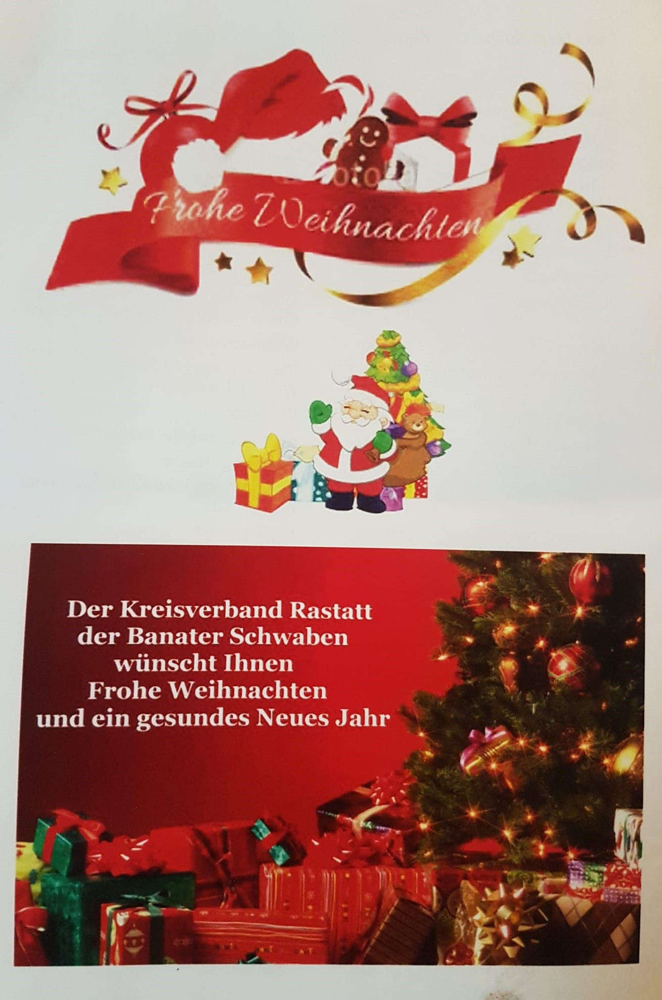 Frohe Weihnachten
Der Kreisverband Rastatt
der Banater Schwaben
wünscht Ihnen
Frohe Weihnachten
und ein gesundes Neues Jahr